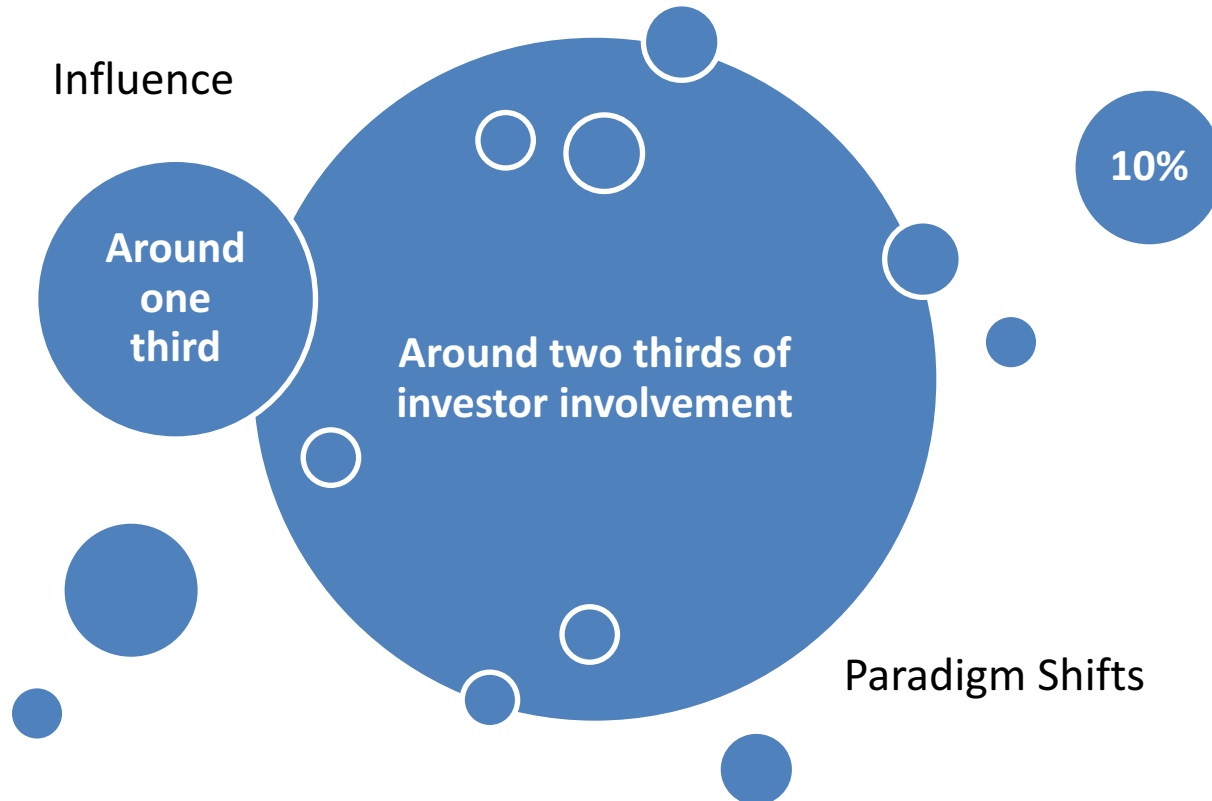 Influence
10%
Around
one
third
Around two thirds of
investor involvement
Paradigm Shifts